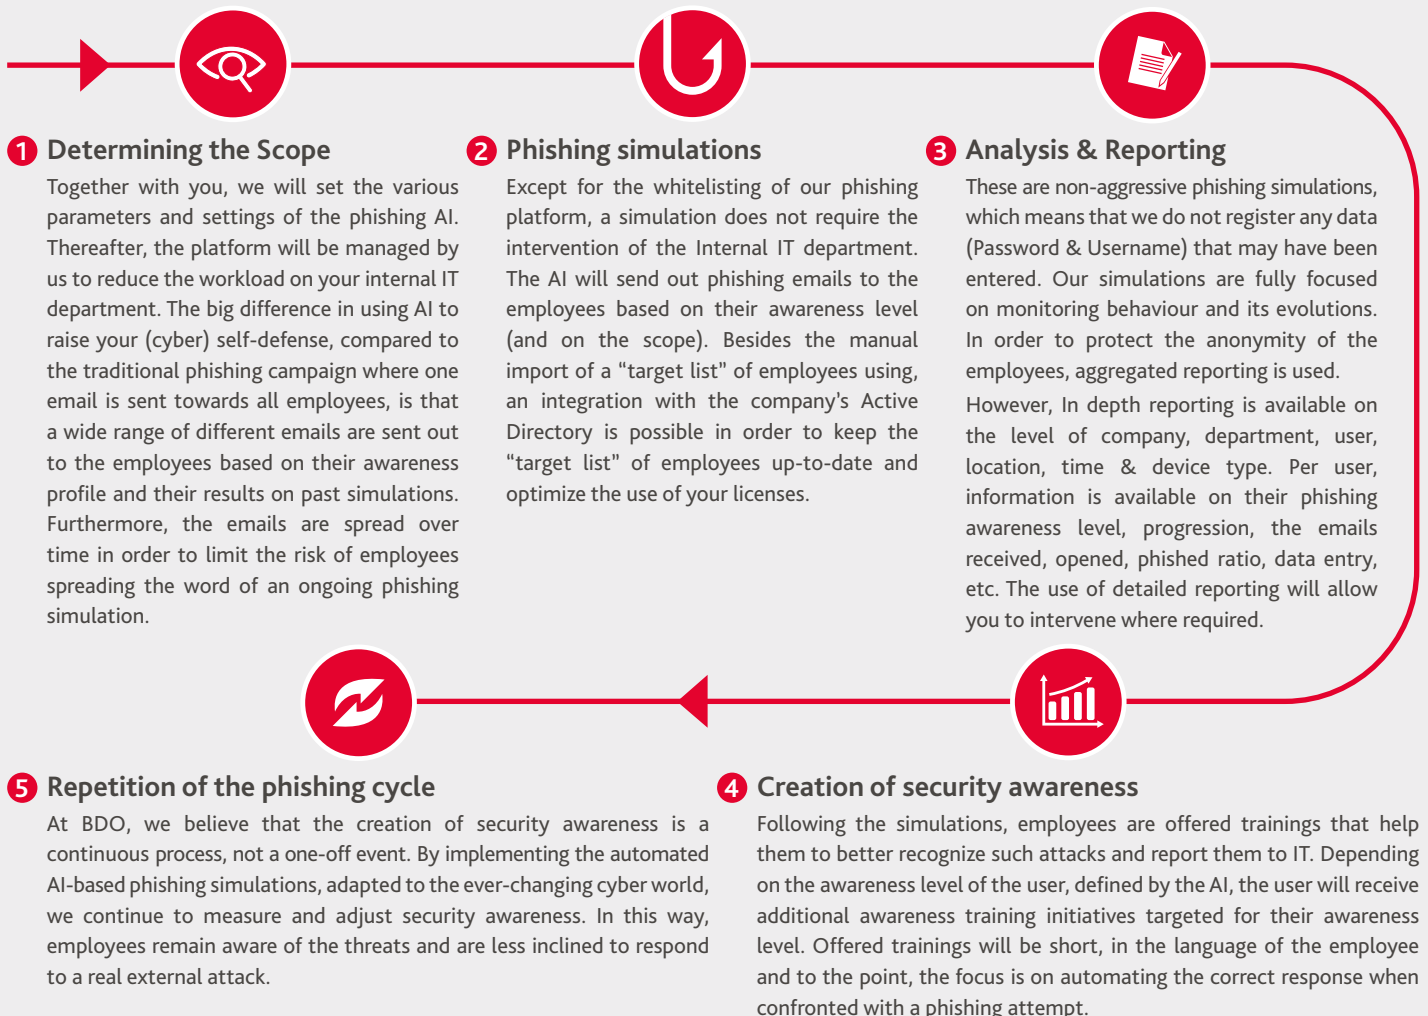 1 Determining the Scope
Together with you, we will set the various
parameters and settings of the phishing AI.
Thereafter, the platform will be managed by
us to reduce the workload on your internal IT
department. The big difference in using AI to
raise your (cyber) self-defense, compared to
the traditional phishing campaign where one
email is sent towards all employees, is that
a wide range of different emails are sent out
to the employees based on their awareness
profile and their results on past simulations.
Furthermore, the emails are spread over
time in order to limit the risk of employees
spreading the word of an ongoing phishing
simulation.
2 Phishing simulations
Except for the whitelisting of our phishing
platform, a simulation does not require the
intervention of the Internal IT department.
The AI will send out phishing emails to the
employees based on their awareness level
(and on the scope). Besides the manual
import of a “target list” of employees using,
an integration with the company's Active
Directory is possible in order to keep the
“target list” of employees up-to-date and
optimize the use of your licenses.
3 Analysis & Reporting
These are non-aggressive phishing simulations,
which means that we do not register any data
(Password & Username) that may have been
entered. Our simulations are fully focused
on monitoring behaviour and its evolutions.
In order to protect the anonymity of the
employees, aggregated reporting is used.
However, In depth reporting is available on
the level of company, department, user,
location, time & device type. Per user,
information is available on their phishing
awareness level, progression, the emails
received, opened, phished ratio, data entry,
etc. The use of detailed reporting will allow
you to intervene where required.
4 Creation of security awareness
Following the simulations, employees are offered trainings that help
them to better recognize such attacks and report them to IT. Depending
on the awareness level of the user, defined by the AI, the user will receive
additional awareness training initiatives targeted for their awareness
level. Offered trainings will be short, in the language of the employee
and to the point, the focus is on automating the correct response when
confronted with a phishing attempt.
5 Repetition of the phishing cycle
At BDO, we believe that the creation of security awareness is a
continuous process, not a one-off event. By implementing the automated
AI-based phishing simulations, adapted to the ever-changing cyber world,
we continue to measure and adjust security awareness. In this way,
employees remain aware of the threats and are less inclined to respond
to a real external attack.